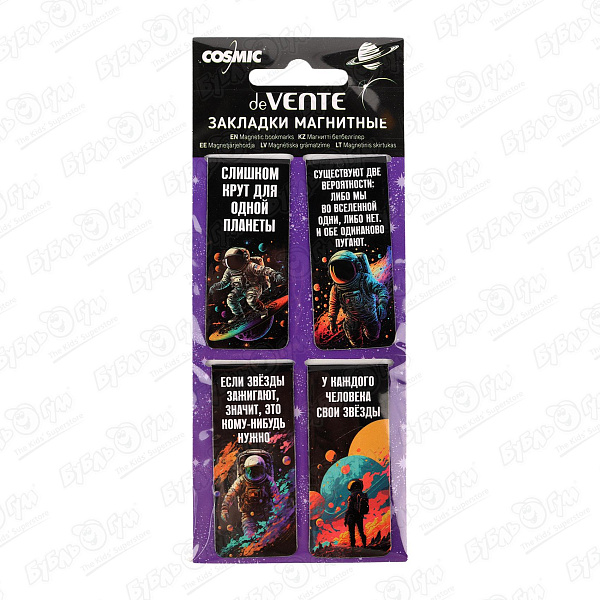 COSMIC
deVENTE
ЗАКЛАДКИ МАГНИТНЫЕ
EN Magnetic bookmarks KZ Магнитті бетбелгілер
EE Magnetjärjehoidja LV Magnētiska grāmatzīme LT Magnetinis skirtukas
СЛИШКОМ
КРУТ ДЛЯ
ОДНОЙ
ПЛАНЕТЫ
СУЩЕСТВУЮТ ДВЕ
ВЕРОЯТНОСТИ:
ЛИБО МЫ
ВО ВСЕЛЕННОЙ
ОДНИ, ЛИБО НЕТ.
И ОБЕ ОДИНАКОВО
ПУГАЮТ.
ЕСЛИ ЗВЁЗДЫ
ЗАЖИГАЮТ,
ЗНАЧИТ, ЭТО
КОМУ-НИБУДЬ
НУЖНО
У КАЖДОГО
ЧЕЛОВЕКА
СВОИ ЗВЁЗДЫ